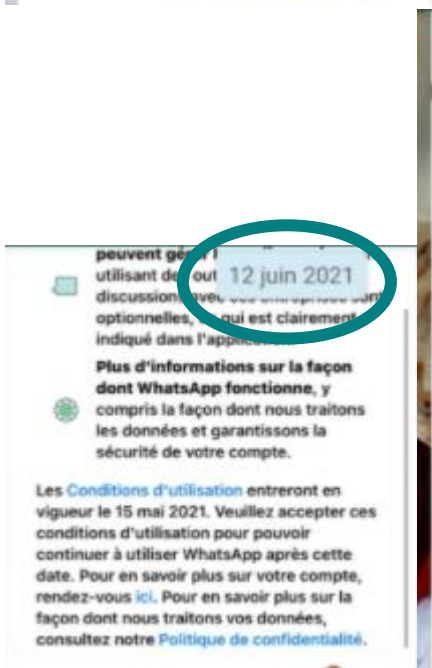 peuvent
12 juin 2021
utilisant
discussions
optionnelles, qui est clairement
indiqué dans
Plus d'informations sur la façon
dont WhatsApp fonctionne, y
compris la façon dont nous traitons
les données et garantissons la
sécurité de votre compte.
Les Conditions d'utilisation entreront en
vigueur le 15 mai 2021. Veuillez accepter ces
conditions d'utilisation pour pouvoir
continuer à utiliser WhatsApp après cette
date. Pour en savoir plus sur votre compte,
rendez-vous ici. Pour en savoir plus sur la
façon dont nous traitons vos données,
consultez notre Politique de confidentialité.